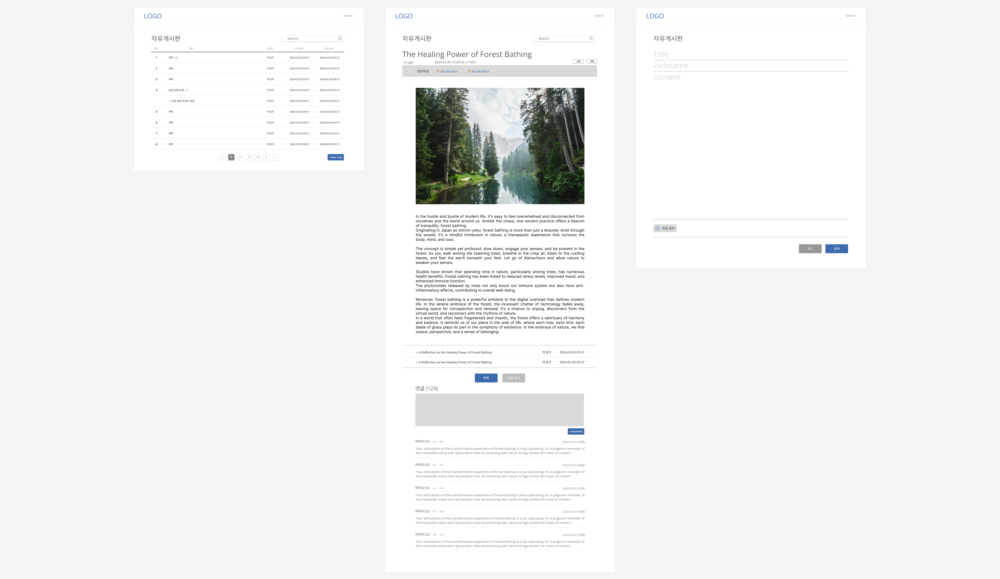 LOGO
SIGN IN
자유게시판
Search
번호 제목 작성자 수정 날짜 작성 날짜
1 제목 (2) 작성자 2024-02-05 09:37 2024-02-05 09:37
2 제목 작성자 2024-02-05 09:37 2024-02-05 09:37
3 제목 작성자 2024-02-05 09:37 2024-02-05 09:37
4 답글 달릴 원글 (1) 작성자 2024-02-05 09:37 2024-02-05 09:37
ㄴ 답글 달릴 원글의 답글 작성자 2024-02-05 09:37 2024-02-05 09:37
5 제목 작성자 2024-02-05 09:37 2024-02-05 09:37
6 제목 작성자 2024-02-05 09:37 2024-02-05 09:37
7 제목 작성자 2024-02-05 09:37 2024-02-05 09:37
8 제목 작성자 2024-02-05 09:37 2024-02-05 09:37
< 1 2 3 4 5 >
+ New Post
LOGO
SIGN IN
자유게시판
Search
The Healing Power of Forest Bathing
im_gpt 2024-02-05 10:49:33 (수정됨) 수정 삭제
첨부파일 abcde.docx abcde.docx
In the hustle and bustle of modern life, it's easy to feel overwhelmed and disconnected from
ourselves and the world around us. Amidst the chaos, one ancient practice offers a beacon
of tranquility: forest bathing.
Originating in Japan as shinrin-yoku, forest bathing is more than just a leisurely stroll through
the woods. It's a mindful immersion in nature, a therapeutic experience that nurtures the
body, mind, and soul.
The concept is simple yet profound: slow down, engage your senses, and be present in the
forest. As you walk among the towering trees, breathe in the crisp air, listen to the rustling
leaves, and feel the earth beneath your feet. Let go of distractions and allow nature to
awaken your senses.
Studies have shown that spending time in nature, particularly among trees, has numerous
health benefits. Forest bathing has been linked to reduced stress levels, improved mood, and
enhanced immune function.
The phytoncides released by trees not only boost our immune system but also have anti-
inflammatory effects, contributing to overall well-being.
Moreover, forest bathing is a powerful antidote to the digital overload that defines modern
life. In the serene embrace of the forest, the incessant chatter of technology fades away,
leaving space for introspection and renewal. It's a chance to unplug, disconnect from the
virtual world, and reconnect with the rhythms of nature.
In a world that often feels fragmented and chaotic, the forest offers a sanctuary of harmony
and balance. It reminds us of our place in the web of life, where each tree, each bird, each
blade of grass plays its part in the symphony of existence. In the embrace of nature, we find
solace, perspective, and a sense of belonging.
ㄴA Reflection on the Healing Power of Forest Bathing 작성자 2024-02-05 09:37
ㄴA Reflection on the Healing Power of Forest Bathing 작성자 2024-02-05 09:37
목록 답글 작성
댓글 (123)
+comment
아이디123 수정 삭제 2024-02-05 (수정됨)
Your articulation of the transformative experience of forest bathing is truly captivating. It's a poignant reminder of
the invaluable solace and rejuvenation that reconnecting with nature brings amidst the chaos of modern
아이디123 수정 삭제 2024-02-05 (수정됨)
Your articulation of the transformative experience of forest bathing is truly captivating. It's a poignant reminder of
the invaluable solace and rejuvenation that reconnecting with nature brings amidst the chaos of modern
아이디123 수정 삭제 2024-02-05 (수정됨)
Your articulation of the transformative experience of forest bathing is truly captivating. It's a poignant reminder of
the invaluable solace and rejuvenation that reconnecting with nature brings amidst the chaos of modern
아이디123 수정 삭제 2024-02-05 (수정됨)
Your articulation of the transformative experience of forest bathing is truly captivating. It's a poignant reminder of
the invaluable solace and rejuvenation that reconnecting with nature brings amidst the chaos of modern
아이디123 수정 삭제 2024-02-05 (수정됨)
Your articulation of the transformative experience of forest bathing is truly captivating. It's a poignant reminder of
the invaluable solace and rejuvenation that reconnecting with nature brings amidst the chaos of modern
LOGO
SIGN IN
자유게시판
Title
nickname
content
파일 첨부
취소 등록